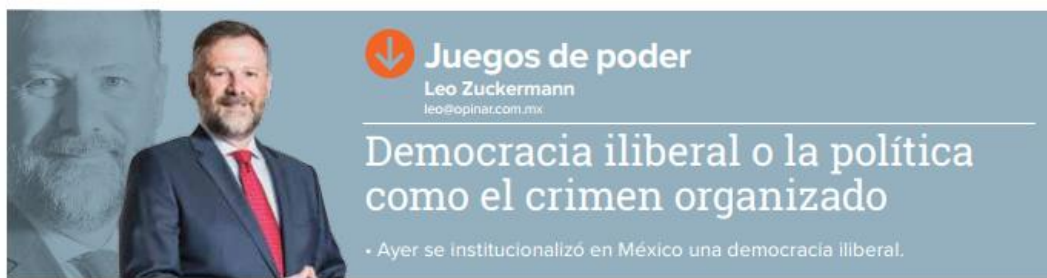 Juegos de poder
Leo Zuckermann
leo@opinar.com.mx
Democracia iliberal o la política
como el crimen organizado
• Ayer se institucionalizó en México una democracia iliberal.